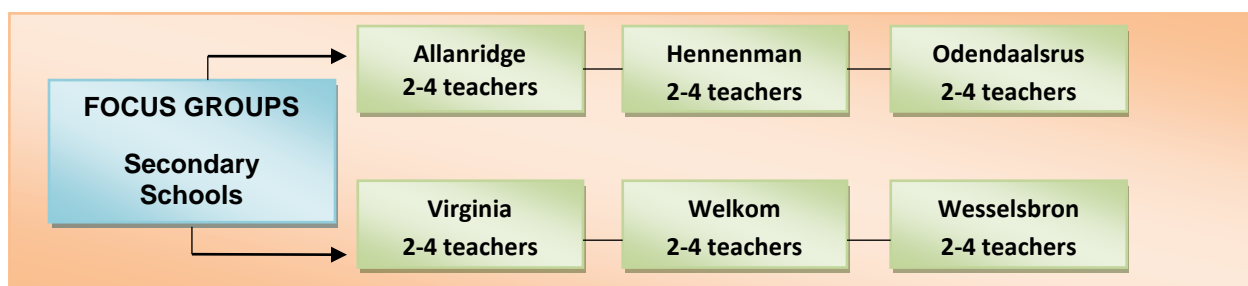 FOCUS GROUPS
Secondary
Schools
Allanridge
2-4 teachers
Hennenman
2-4 teachers
Odendaalsrus
2-4 teachers
Virginia
2-4 teachers
Welkom
2-4 teachers
Wesselsbron
2-4 teachers